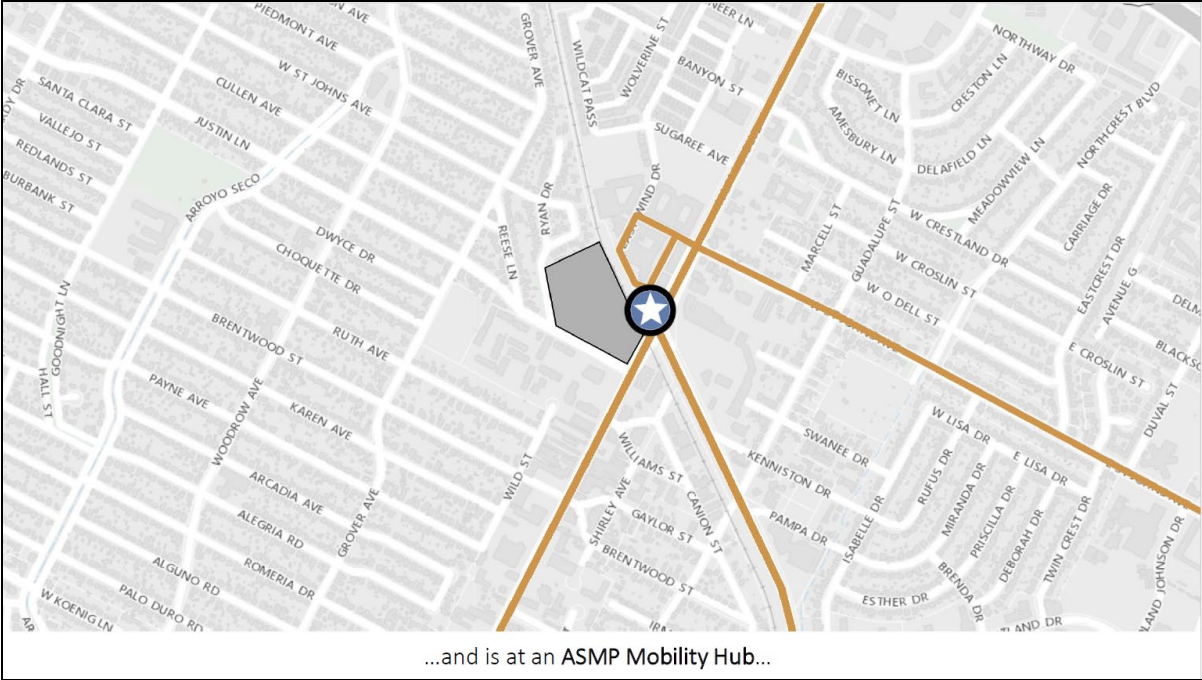 PIEDMONT AVE
W ST JOHNS AVE
GROVER AVE
WILDCAT PASS
WOLVERINE ST
BANYON ST
NORTHWAY DR
BISSONET LN
CRESTON LN
SANTA CLARA ST
CULLEN AVE
AMESBURY LN
NORTHCREST BLVD
VALLEJO ST
JUSTIN LN
SUGAREE AVE
DELAFIELD LN
REDLANDS ST
MEADOWVIEW LN
BURBANK ST
ARROYO SECO
RYAN DR
CARRIAGE DR
REESE LN
MARCELL ST
GUADALUPE ST
W CRESTLAND DR
DWYCE DR
EASTCREST DR
CHOQUETTE DR
W CROSLIN ST
AVENUE G
W O DELL ST
GOODNIGHT LN
BRENTWOOD ST
RUTH AVE
E CROSLIN ST
HALL ST
PAYNE AVE
WOODROW AVE
KAREN AVE
DUVAL ST
W LISA DR
SWANEE DR
WILLIAMS ST
KENNISTON DR
E LISA DR
WILD ST
RUFUS DR
ARCADIA AVE
SHIRLEY AVE
CANION ST
MIRANDA DR
PRISCILLA DR
ALEGRIA RD
GROVER AVE
GAYLOR ST
PAMPA DR
ISABELLE DR
DEBORAH DR
TWIN CREST DR
ROMERIA DR
BRENTWOOD ST
ALGUNO RD
BRENDA DR
ESTHER DR
PALO DURO RD
W KOENIG LN
...and is at an ASMP Mobility Hub...